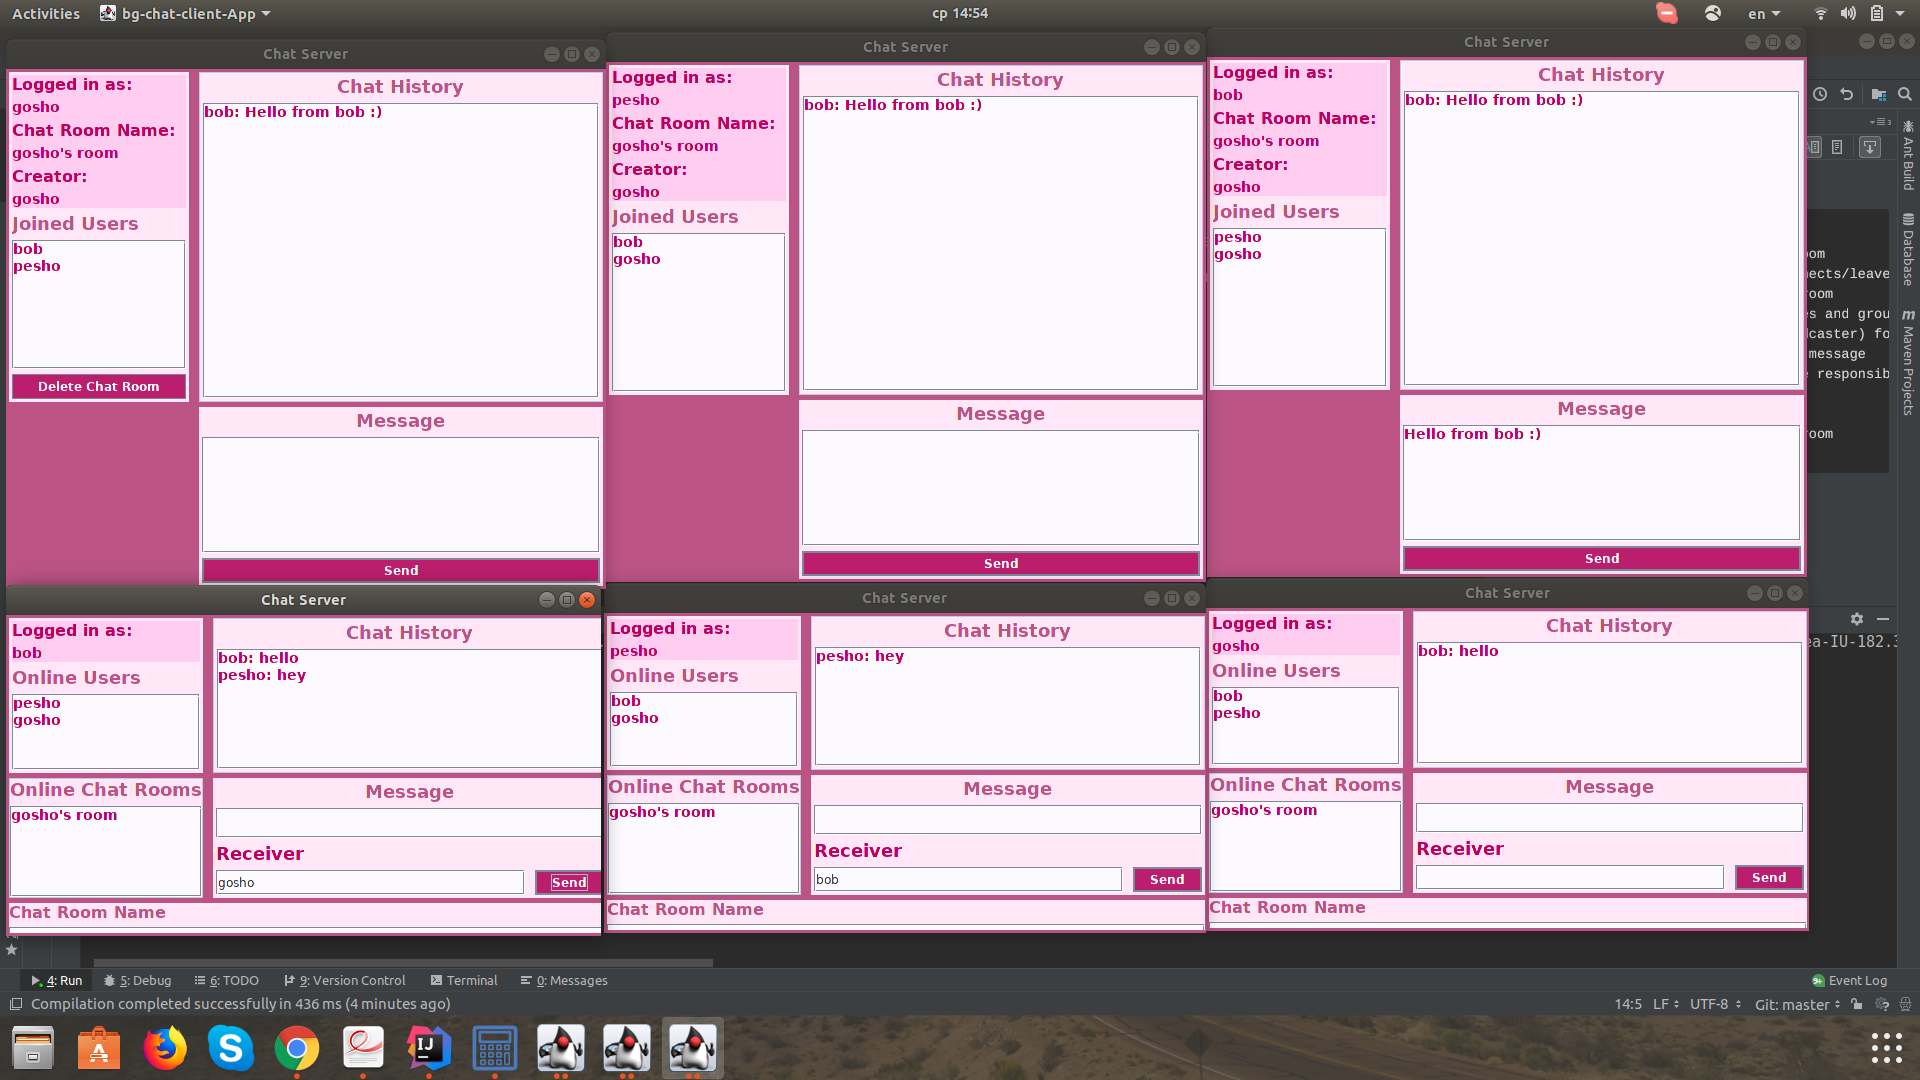 Activities
bg-chat-client-App
ср 14:54
en
Chat Server
Logged in as:
gosho
Chat Room Name:
gosho's room
Creator:
gosho
Joined Users
bob
pesho
Delete Chat Room
Chat History
bob: Hello from bob :)
Message
Send
Chat Server
Logged in as:
pesho
Chat Room Name:
gosho's room
Creator:
gosho
Joined Users
bob
gosho
Chat History
bob: Hello from bob :)
Message
Send
Chat Server
Logged in as:
bob
Chat Room Name:
gosho's room
Creator:
gosho
Joined Users
pesho
gosho
Chat History
bob: Hello from bob :)
Message
Hello from bob :)
Send
Ant Build
Database
Maven Projects
om
ects/leave
room
es and grou
dcaster) fo
message
e responsib
oom
Chat Server
Logged in as:
bob
Online Users
pesho
gosho
Online Chat Rooms
gosho's room
Chat History
bob: hello
pesho: hey
Message
Receiver
gosho
Send
Chat Room Name
Chat Server
Logged in as:
pesho
Online Users
bob
gosho
Online Chat Rooms
gosho's room
Chat History
pesho: hey
Message
Receiver
bob
Send
Chat Room Name
Chat Server
Logged in as:
gosho
Online Users
bob
pesho
Online Chat Rooms
gosho's room
Chat History
bob: hello
Message
Receiver
Send
Chat Room Name
ea-IU-182.3
4: Run
5: Debug
6: TODO
9: Version Control
Terminal
0: Messages
Event Log
Compilation completed successfully in 436 ms (4 minutes ago)
14:5
LF
UTF-8
Git: master